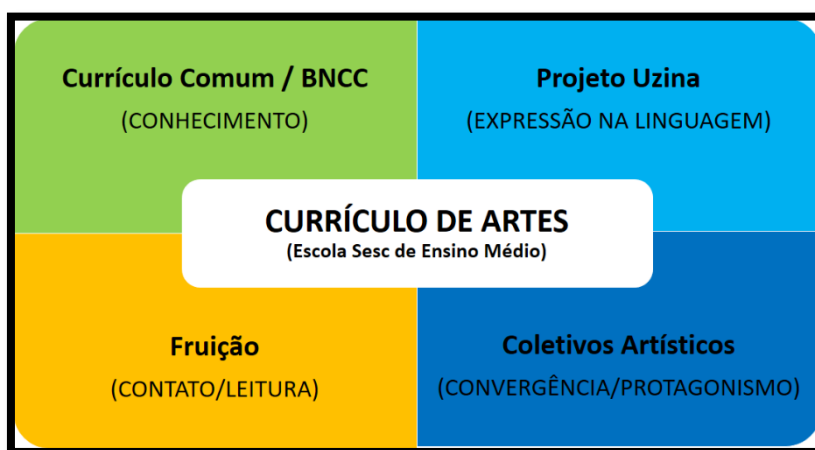 Currículo Comum / BNCC
(CONHECIMENTO)
Projeto Uzina
(EXPRESSÃO NA LINGUAGEM)
CURRÍCULO DE ARTES
(Escola Sesc de Ensino Médio)
Fruição
(CONTATO/LEITURA)
Coletivos Artísticos
(CONVERGÊNCIA/PROTAGONISMO)